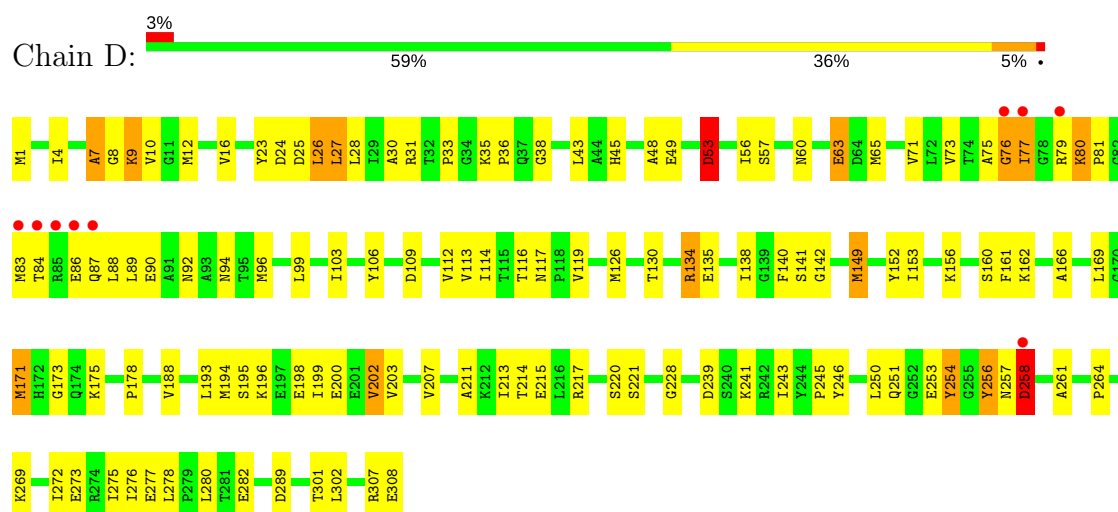 3%
Chain D:
59% 36% 5% •
M1 I4 A7 G8 K9 V10 G11 M12 V16 Y23 D24 D25 L26 L27 L28 I29 A30 R31 T32 P33 G34 K35 P36 Q37 G38 L43 A44 H45 A48 E49 D53 I56 S57 N60 E63 D64 M65 V71 L72 V73 T74 A75 G76 I77 G78 R79 K80 P81 G82
M83 T84 R85 E86 Q87 L88 L89 E90 A91 N92 A93 N94 T95 M96 L99 I103 Y106 D109 V112 V113 I114 T115 T116 N117 P118 V119 M126 T130 R134 E135 I138 G139 F140 S141 G142 M149 Y152 I153 K156 S160 F161 K162 A166 L169 G170
M171 H172 G173 Q174 K175 P178 V188 L193 M194 S195 K196 E197 E198 I199 E200 E201 V202 V203 V207 A211 K212 I213 T214 E215 L216 R217 S220 S221 G228 D239 S240 K241 R242 I243 Y244 P245 Y246 L250 Q251 G252 E253 Y254 G255 Y256 N257 D258 A261 P264
K269 I272 E273 R274 I275 I276 E277 L278 P279 L280 T281 E282 D289 T301 L302 R307 E308